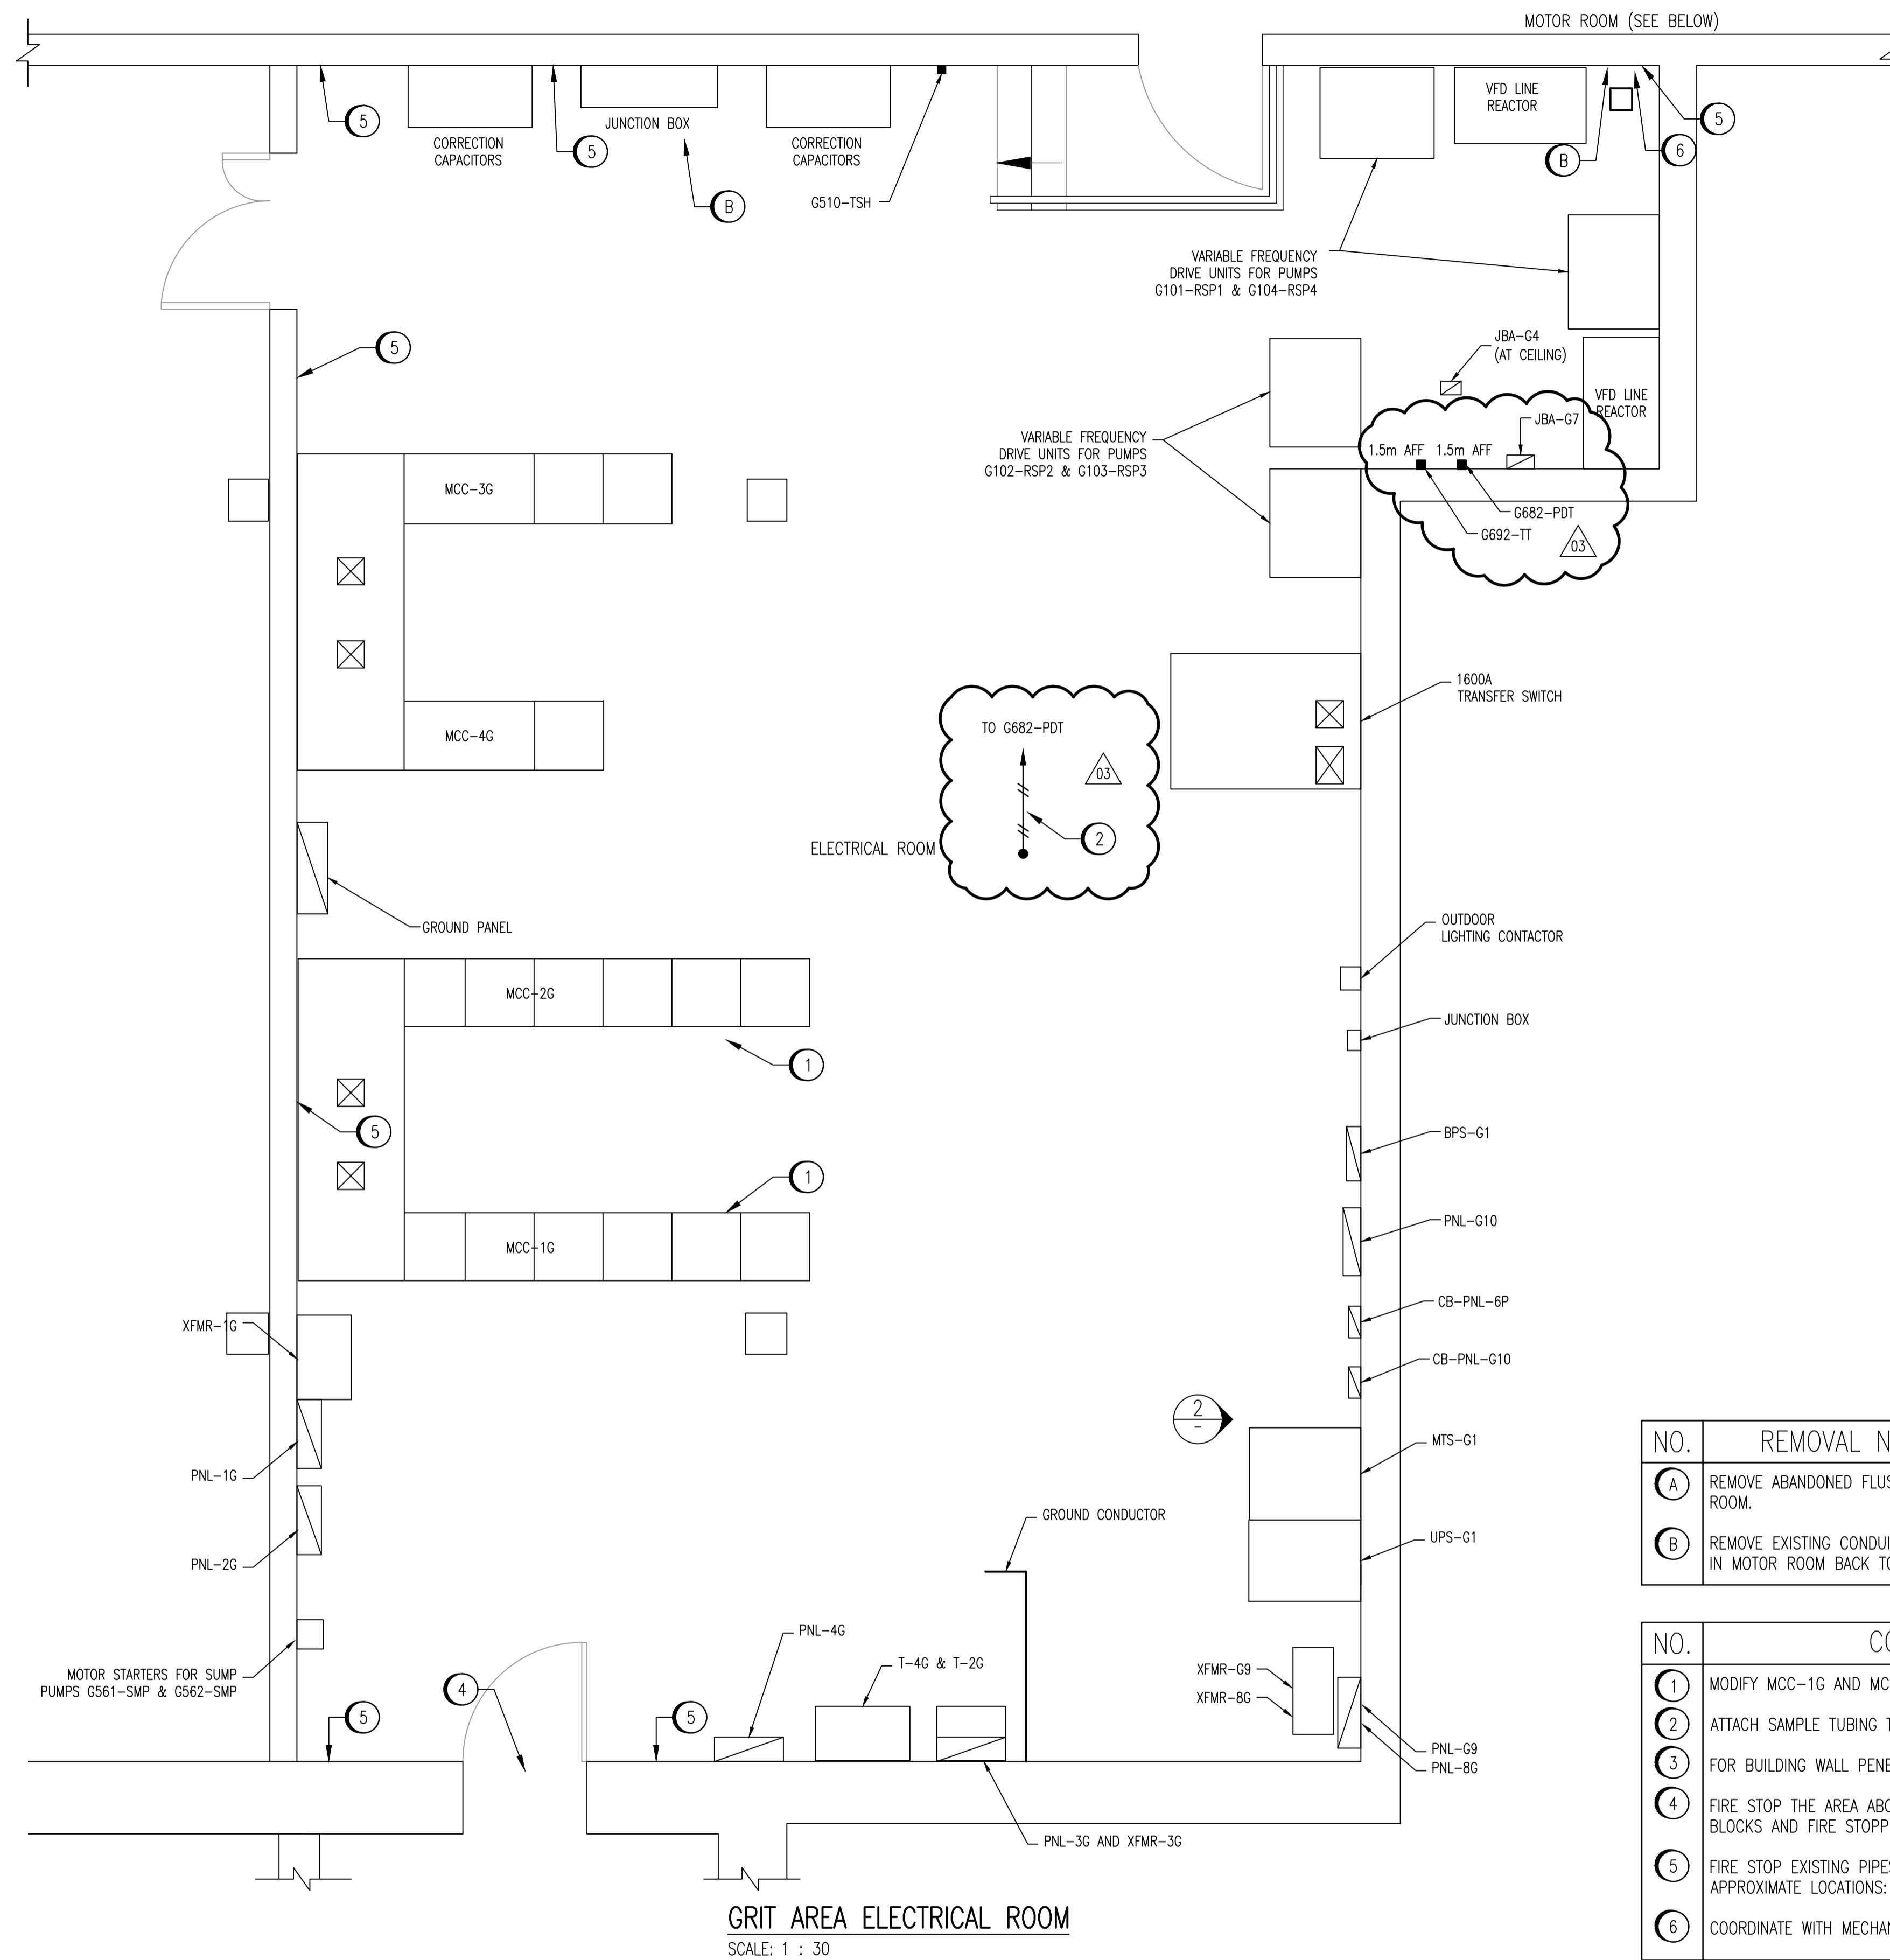 MOTOR ROOM (SEE BELOW)
5
CORRECTION
CAPACITORS
5
JUNCTION BOX
B
CORRECTION
CAPACITORS
G510-TSH
VFD LINE
REACTOR
B
6
5
VARIABLE FREQUENCY
DRIVE UNITS FOR PUMPS
G101-RSP1 & G104-RSP4
5
JBA-G4
(AT CEILING)
VFD LINE
REACTOR
JBA-G7
1.5m AFF
1.5m AFF
G682-PDT
G692-TT
03
VARIABLE FREQUENCY
DRIVE UNITS FOR PUMPS
G102-RSP2 & G103-RSP3
MCC-3G
MCC-4G
1600A
TRANSFER SWITCH
TO G682-PDT
03
2
ELECTRICAL ROOM
GROUND PANEL
OUTDOOR
LIGHTING CONTACTOR
MCC-2G
JUNCTION BOX
1
5
BPS-G1
1
PNL-G10
MCC-1G
CB-PNL-6P
XFMR-1G
CB-PNL-G10
2
-
MTS-G1
PNL-1G
GROUND CONDUCTOR
UPS-G1
PNL-2G
PNL-4G
T-4G & T-2G
XFMR-G9
XFMR-8G
MOTOR STARTERS FOR SUMP
PUMPS G561-SMP & G562-SMP
4
5
5
PNL-G9
PNL-8G
PNL-3G AND XFMR-3G
GRIT AREA ELECTRICAL ROOM
SCALE: 1 : 30
NO. REMOVAL N
A REMOVE ABANDONED FLUS
ROOM.
B REMOVE EXISTING CONDUI
IN MOTOR ROOM BACK TO
NO. CO
1 MODIFY MCC-1G AND MC
2 ATTACH SAMPLE TUBING T
3 FOR BUILDING WALL PENE
4 FIRE STOP THE AREA ABO
BLOCKS AND FIRE STOPP
5 FIRE STOP EXISTING PIPES
APPROXIMATE LOCATIONS:
6 COORDINATE WITH MECHAN